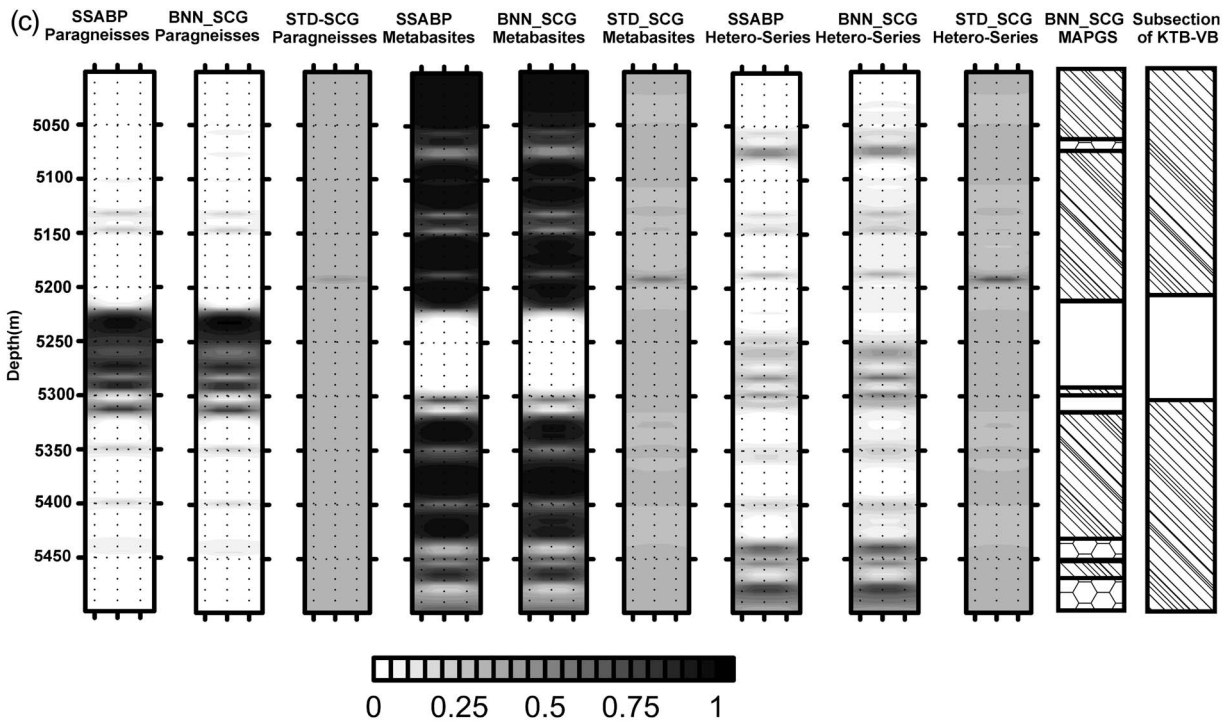 (c)
SSABP BNN_SCG STD-SCG SSABP BNN_SCG STD_SCG SSABP BNN_SCG STD_SCG BNN_SCG Subsection
Paragneisses Paragneisses Paragneisses Metabasites Metabasites Metabasites Hetero-Series Hetero-Series Hetero-Series MAPGS of KTB-VB
Depth(m)
5050
5100
5150
5200
5250
5300
5350
5400
5450
0 0.25 0.5 0.75 1